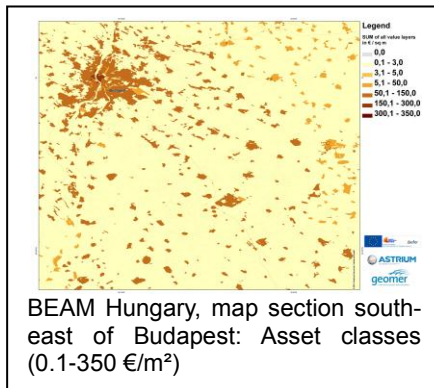 Legend
SUM of all value layers
in € / sq m
0,0
0,1 - 3,0
3,1 - 5,0
5,1 - 50,0
50,1 - 150,0
150,1 - 300,0
300,1 - 350,0
ASTRIUM
geomer
BEAM Hungary, map section south-
east of Budapest: Asset classes
(0.1-350 €/m²)